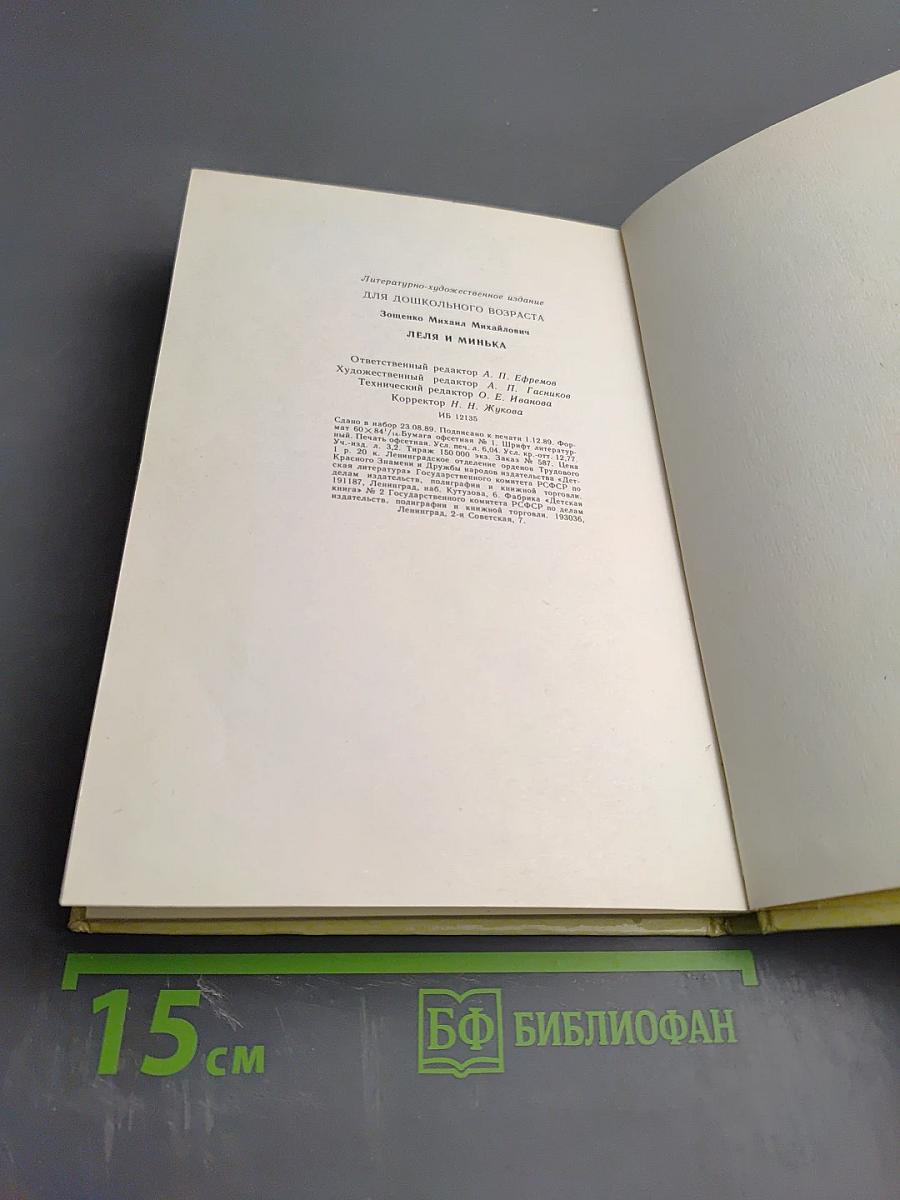 Литературно-художественное издание
ДЛЯ ДОШКОЛЬНОГО ВОЗРАСТА
Зощенко Михаил Михайлович
ЛЕЛЯ И МИНЬКА
Ответственный редактор А. П. Ефремов
Художественный редактор А. П. Гасников
Технический редактор О. Е. Иванова
Корректор Н. Н. Жукова
ИБ 12135
Сдано в набор 23.08.89. Подписано к печати 1.12.89. Фор-
мат 60×84¹/₁₆. Бумага офсетная № 1. Шрифт литератур-
ный. Печать офсетная. Усл. печ. л. 6,04. Усл. кр.-отт. 12,77.
Уч.-изд. л. 3,2. Тираж 150 000 экз. Заказ № 587. Цена
1 р. 20 к. Ленинградское отделение орденов Трудового
Красного Знамени и Дружбы народов издательства «Дет-
ская литература» Государственного комитета РСФСР по
делам издательств, полиграфии и книжной торговли.
191187, Ленинград, наб. Кутузова, 6. Фабрика «Детская
книга» № 2 Государственного комитета РСФСР по делам
издательств, полиграфии и книжной торговли. 193036,
Ленинград, 2-я Советская, 7.
15 см
БФ БИБЛИОФАН